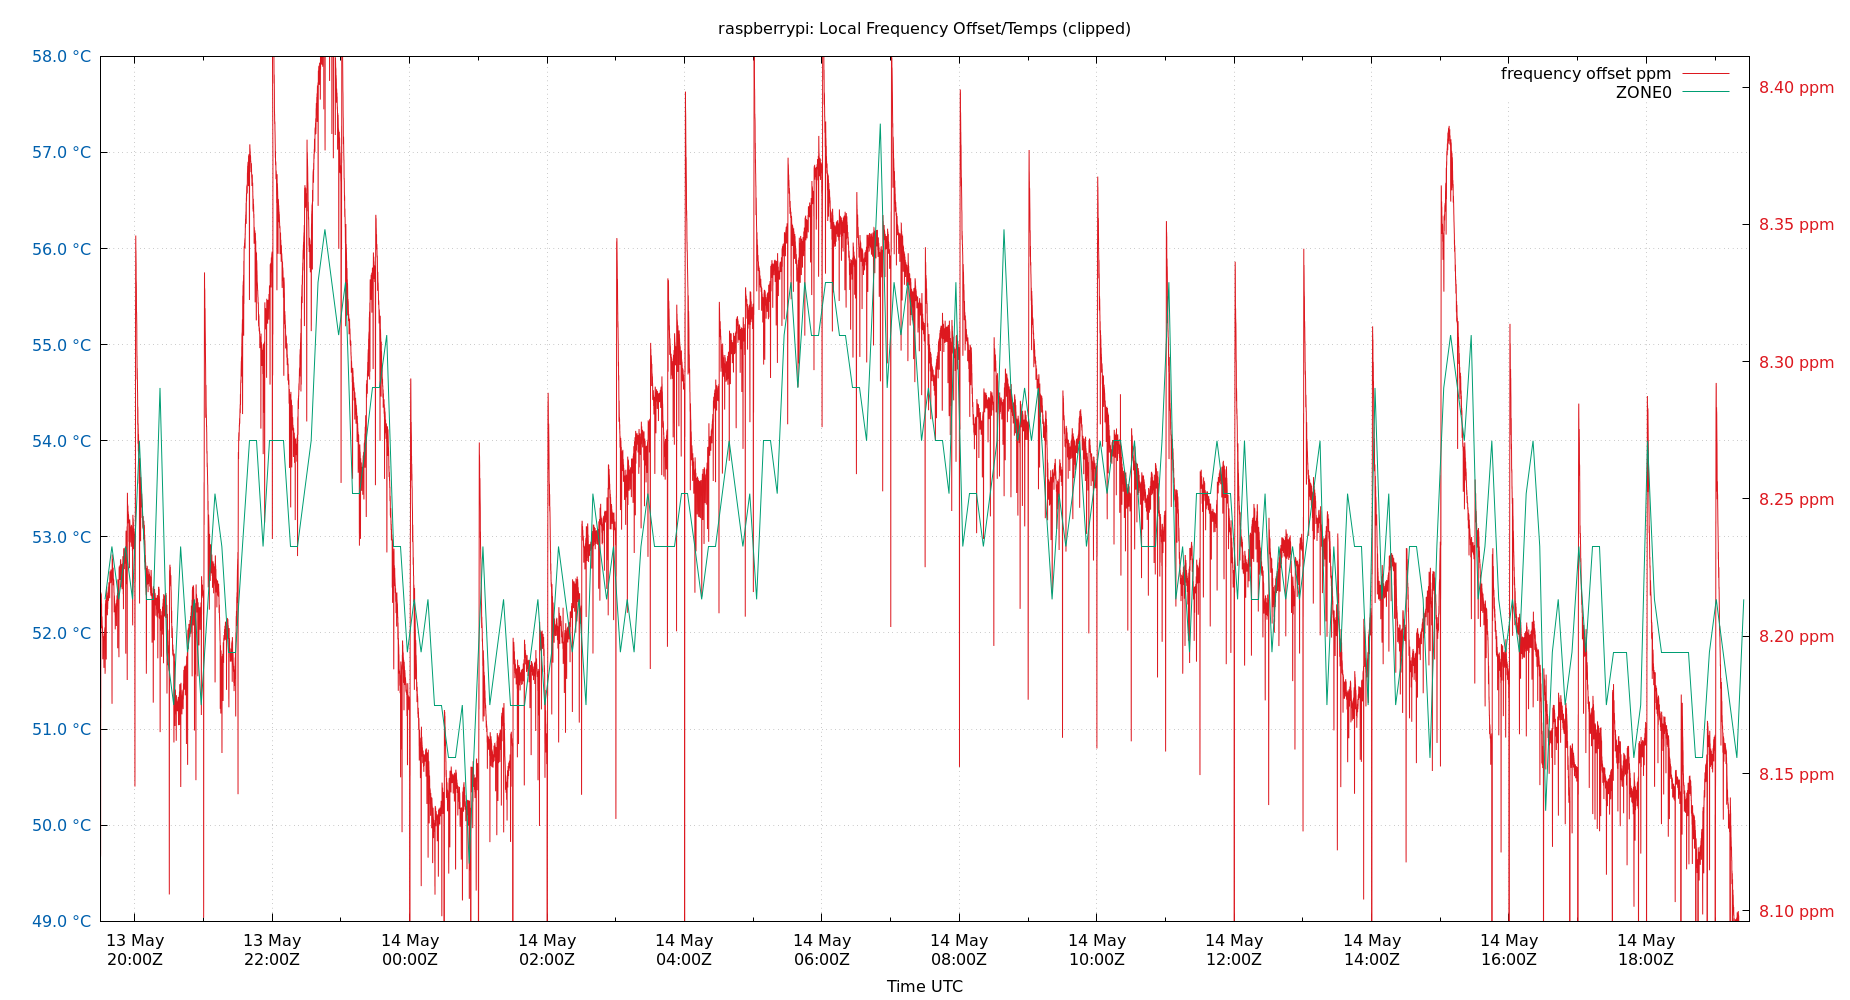 raspberrypi: Local Frequency Offset/Temps (clipped)
frequency offset ppm
ZONE0
58.0 °C
57.0 °C
56.0 °C
55.0 °C
54.0 °C
53.0 °C
52.0 °C
51.0 °C
50.0 °C
49.0 °C
8.40 ppm
8.35 ppm
8.30 ppm
8.25 ppm
8.20 ppm
8.15 ppm
8.10 ppm
13 May
20:00Z
13 May
22:00Z
14 May
00:00Z
14 May
02:00Z
14 May
04:00Z
14 May
06:00Z
14 May
08:00Z
14 May
10:00Z
14 May
12:00Z
14 May
14:00Z
14 May
16:00Z
14 May
18:00Z
Time UTC